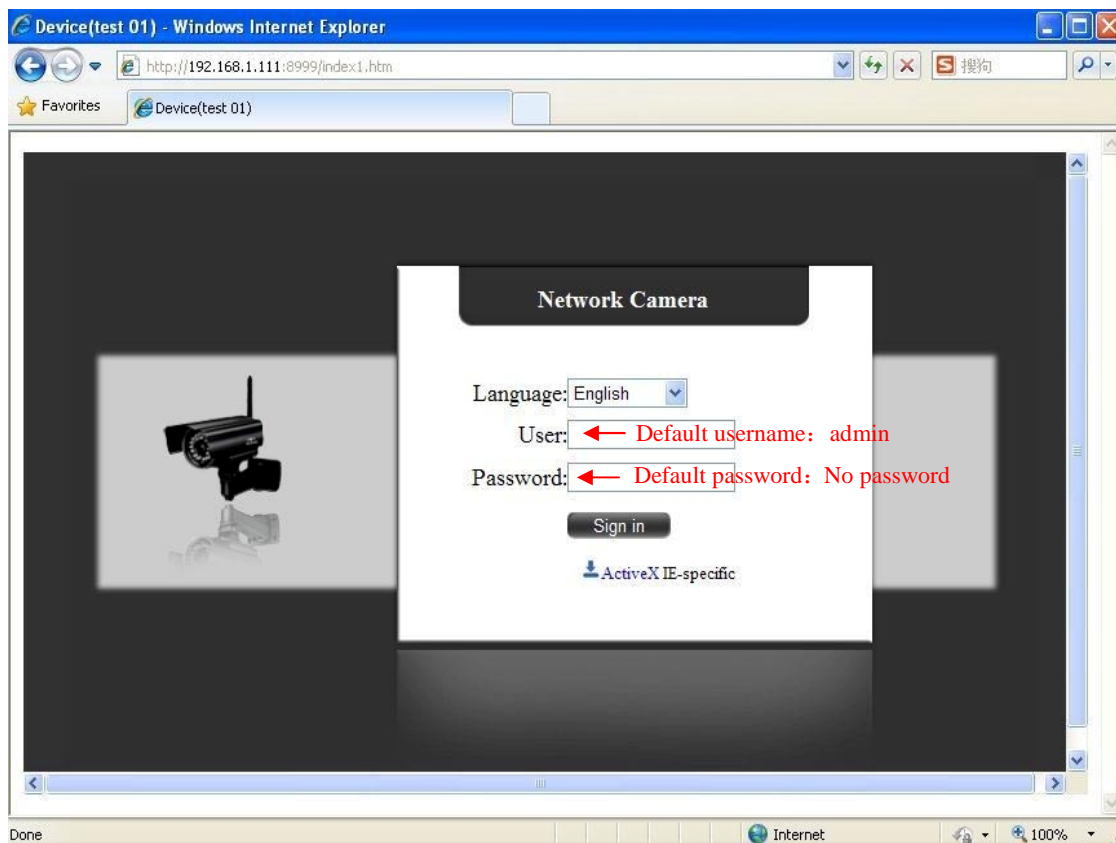 Device(test 01) - Windows Internet Explorer
http://192.168.1.111:8999/index1.htm
搜狗
Favorites
Device(test 01)
Network Camera
Language: English
User: Default username：admin
Password: Default password：No password
Sign in
ActiveX IE-specific
Done
Internet
100%